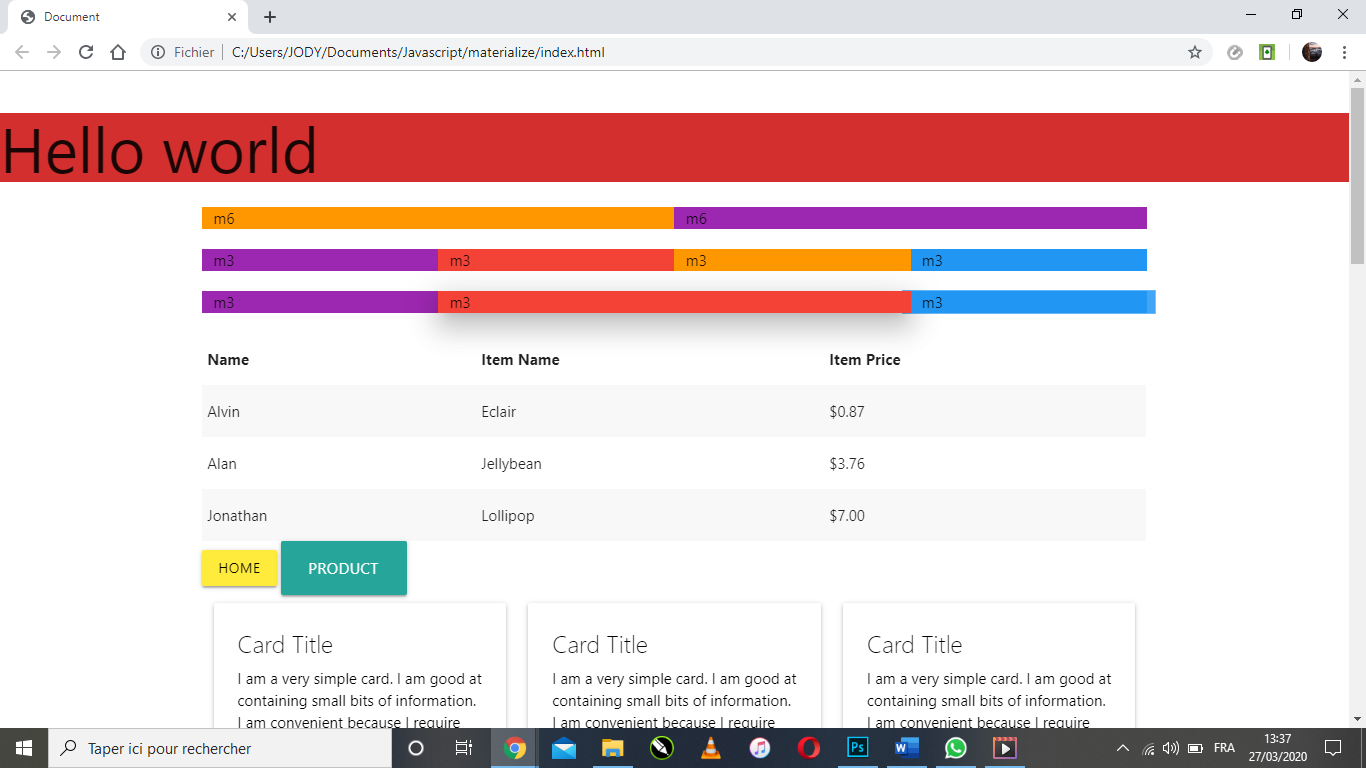 Document
Fichier C:/Users/JODY/Documents/Javascript/materialize/index.html
Hello world
m6 m6
m3 m3 m3 m3
m3 m3 m3
Name Item Name Item Price
Alvin Eclair $0.87
Alan Jellybean $3.76
Jonathan Lollipop $7.00
HOME PRODUCT
Card Title Card Title Card Title
I am a very simple card. I am good at I am a very simple card. I am good at I am a very simple card. I am good at
containing small bits of information. containing small bits of information. containing small bits of information.
I am convenient because I require I am convenient because I require I am convenient because I require
Taper ici pour rechercher Ps W FRA 13:37
27/03/2020